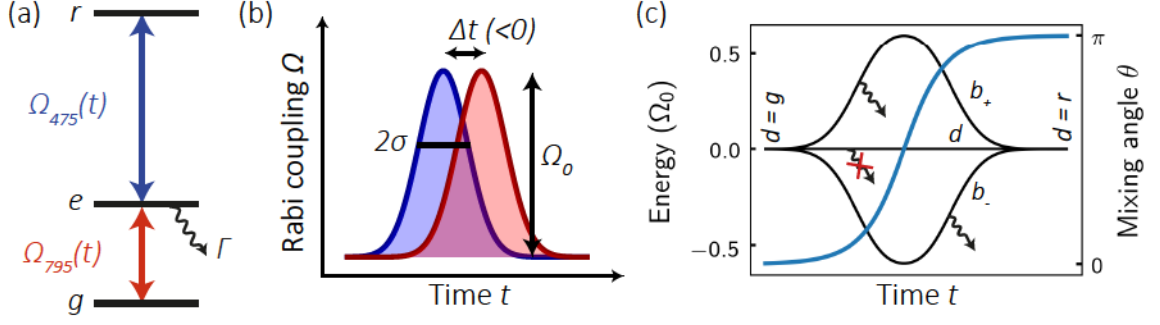 (a)
r
Ω475(t)
e
Γ
Ω795(t)
g
(b)
Δt (<0)
2σ
Ω0
Rabi coupling Ω
Time t
(c)
Energy (Ω0)
0.5
0.0
−0.5
d = g
b+
d
b-
d = r
π
0
Mixing angle θ
Time t